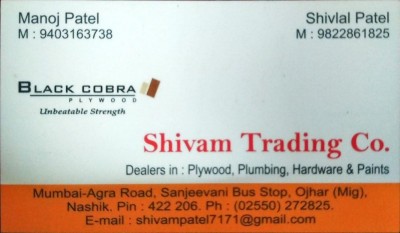 Manoj Patel
M : 9403163738
Shivlal Patel
M : 9822861825
BLACK COBRA
PLYWOOD
Unbeatable Strength
Shivam Trading Co.
Dealers in : Plywood, Plumbing, Hardware & Paints
Mumbai-Agra Road, Sanjeevani Bus Stop, Ojhar (Mig),
Nashik. Pin : 422 206. Ph : (02550) 272825.
E-mail : shivampatel7171@gmail.com